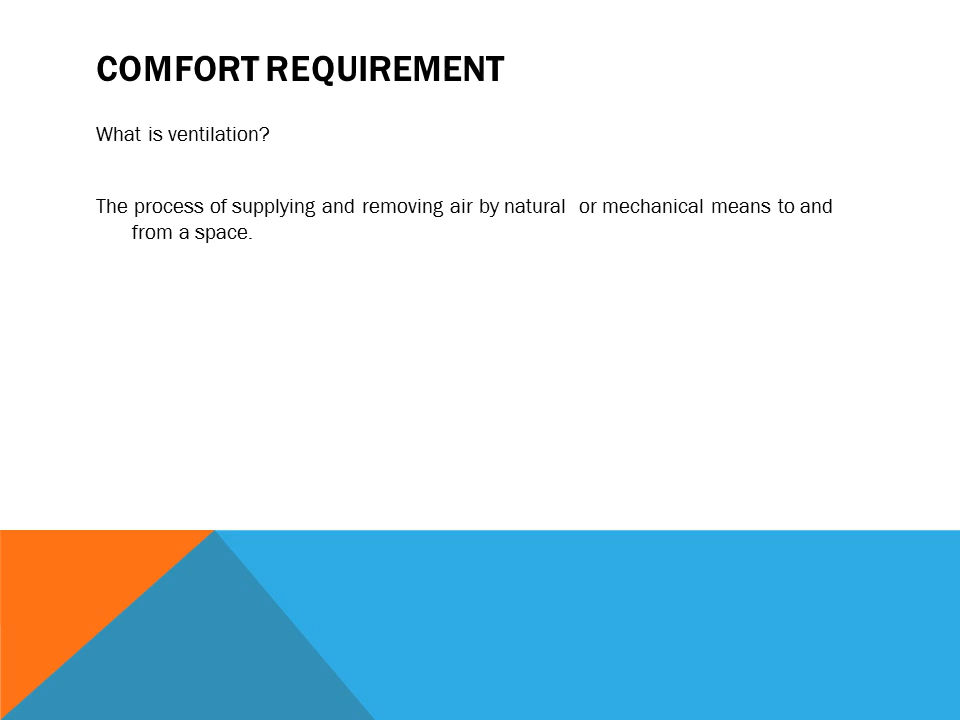 COMFORT REQUIREMENT
What is ventilation?
The process of supplying and removing air by natural  or mechanical means to and
from a space.